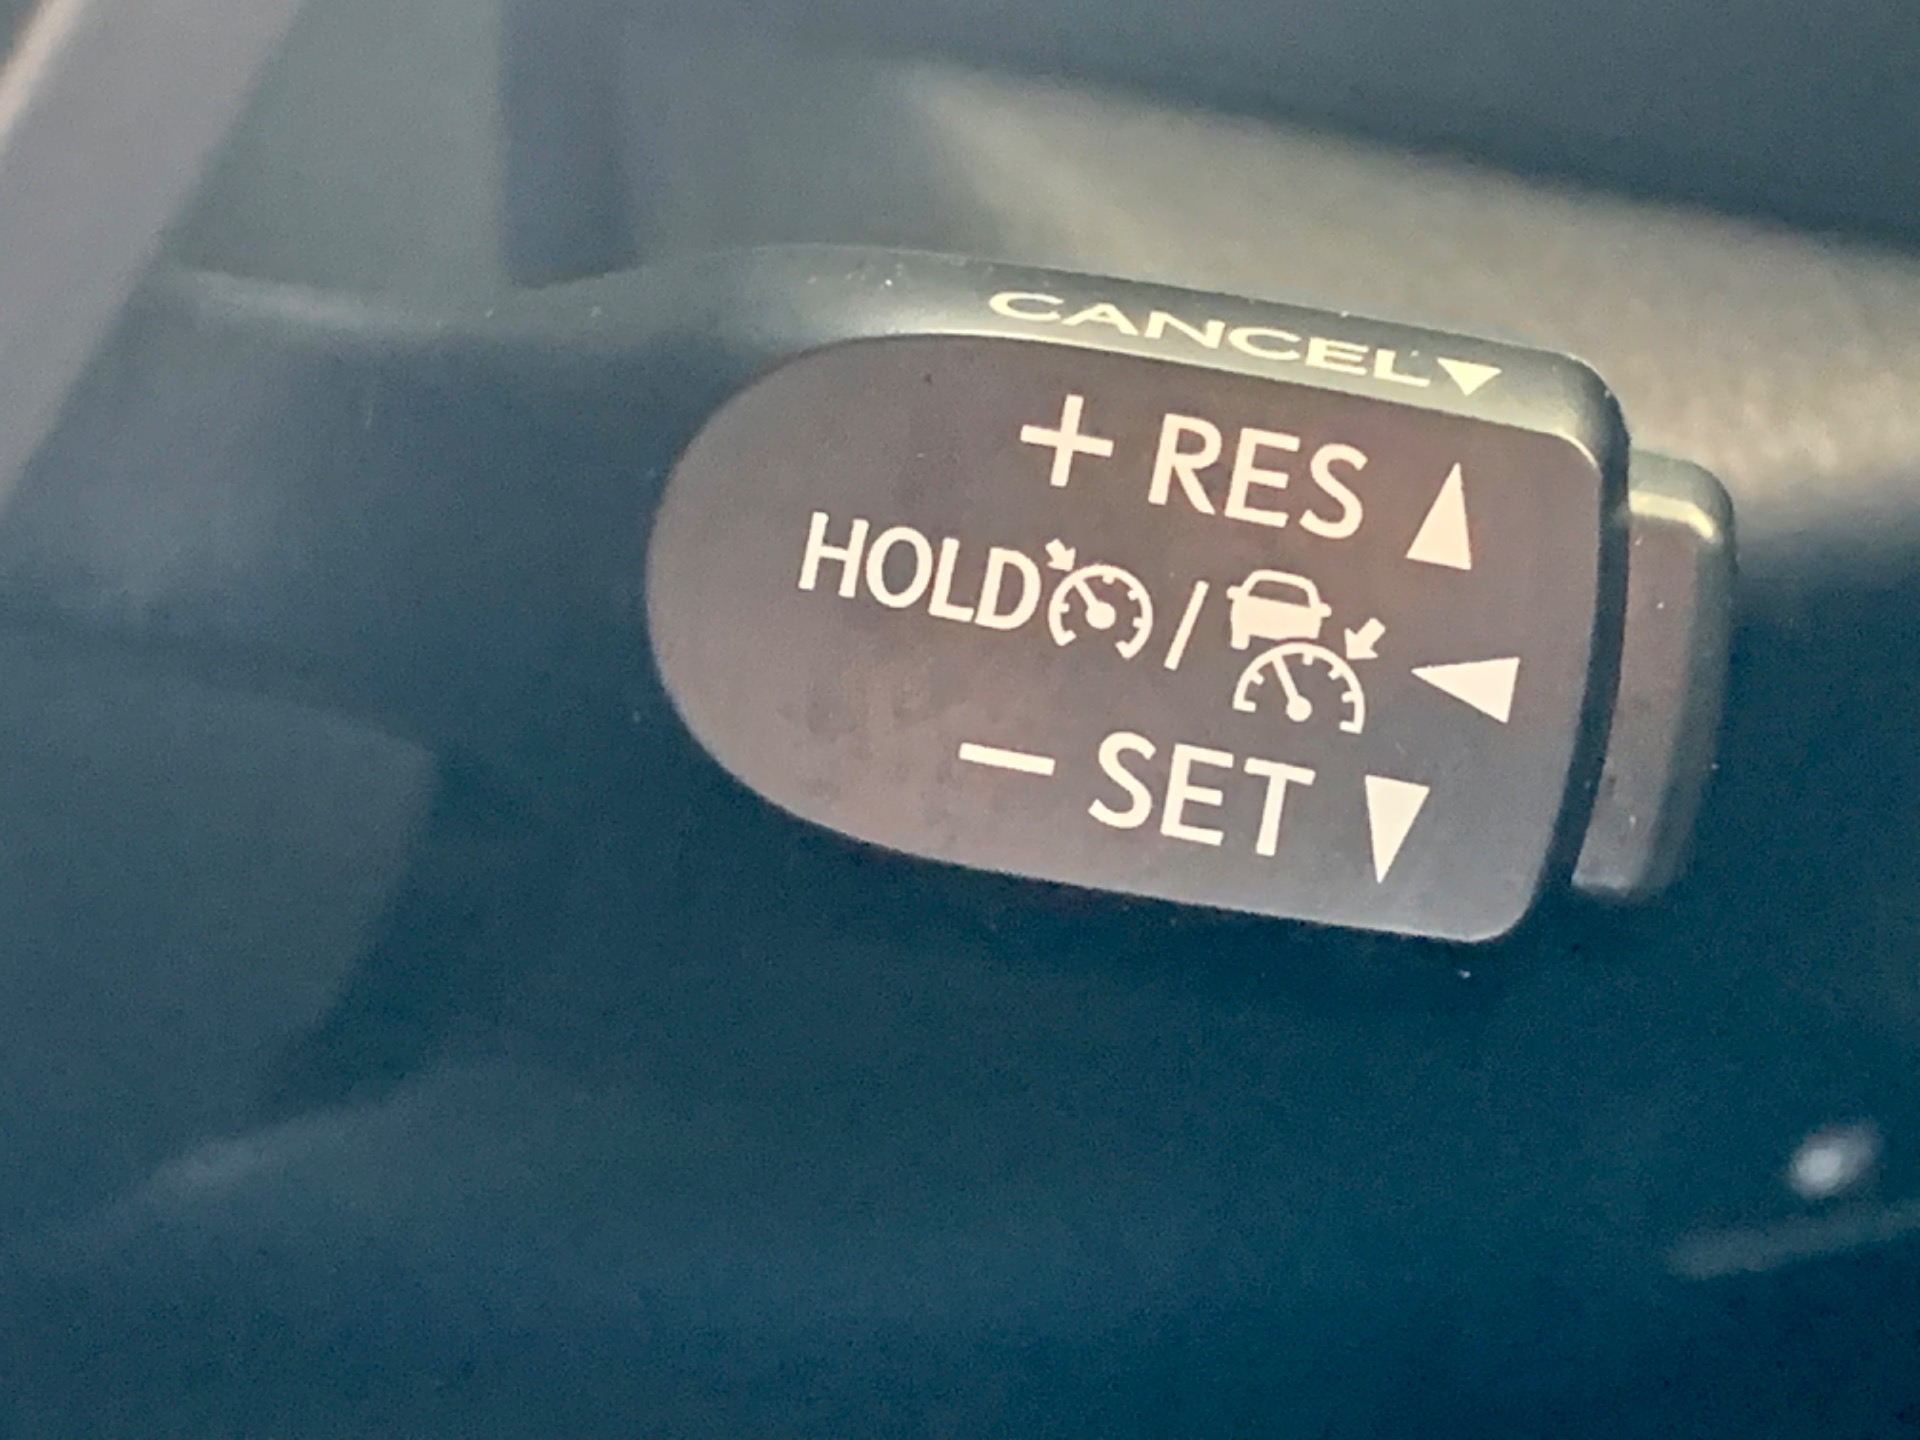 CANCEL▼
+ RES ▲
HOLD / ◀
− SET ▼